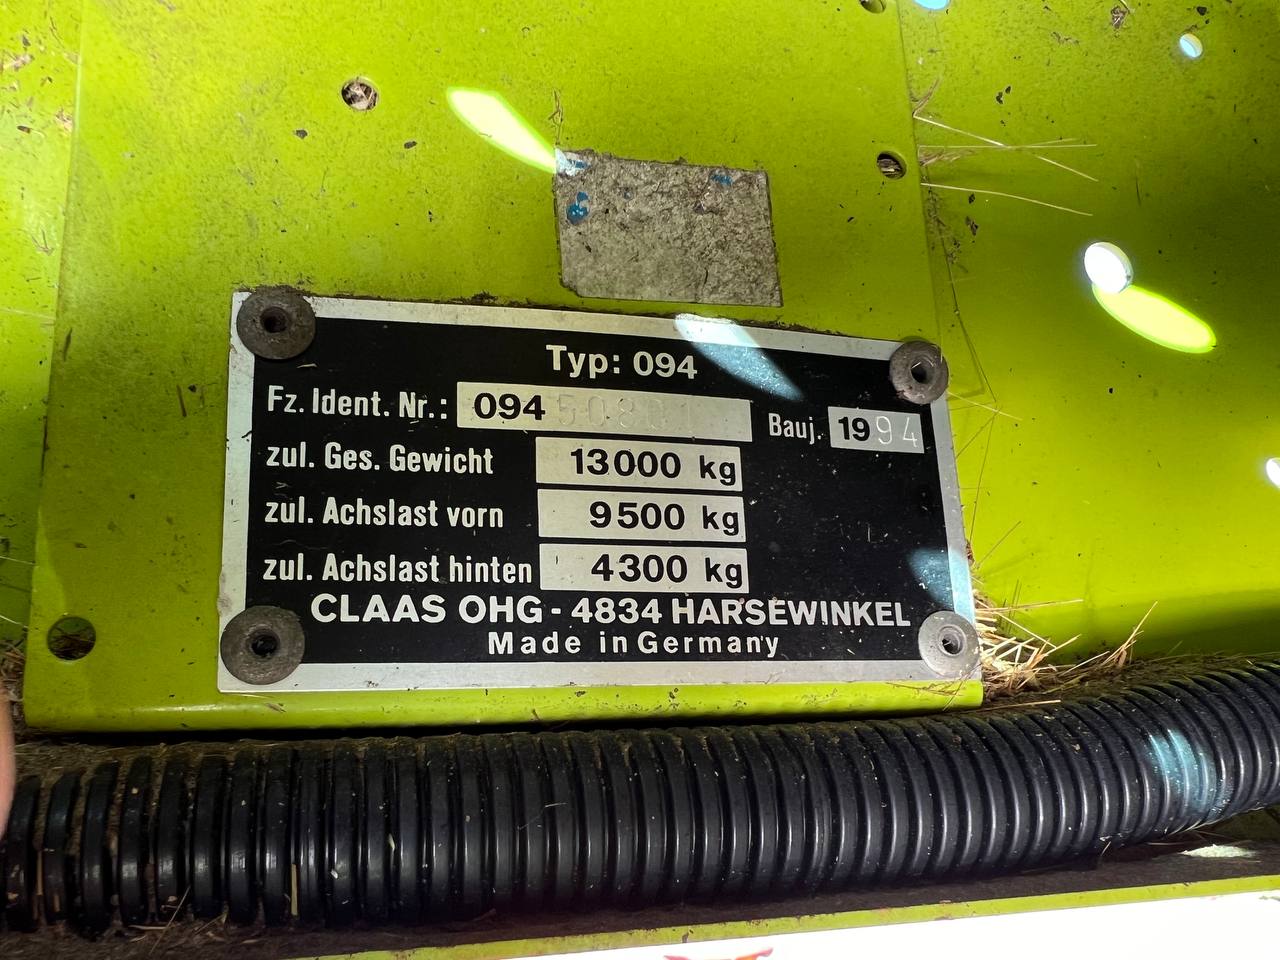 Typ: 094
Fz. Ident. Nr.: 09450801
Bauj. 1994
zul. Ges. Gewicht 13000 kg
zul. Achslast vorn 9500 kg
zul. Achslast hinten 4300 kg
CLAAS OHG - 4834 HARSEWINKEL
Made in Germany